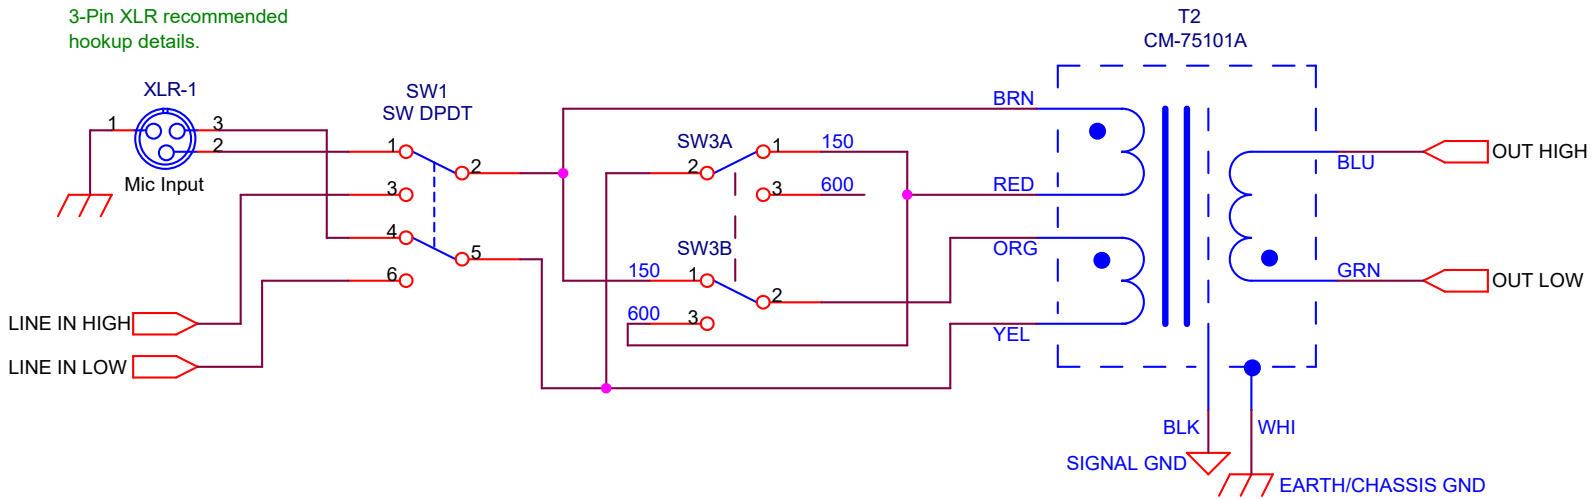 3-Pin XLR recommended
hookup details.
T2
CM-75101A
XLR-1
SW1
SW DPDT
BRN
1
3
2
Mic Input
1
2
3
4
5
6
SW3A
2
1
150
3
600
RED
BLU
OUT HIGH
SW3B
ORG
150
1
2
600
3
YEL
GRN
OUT LOW
LINE IN HIGH
LINE IN LOW
BLK
WHI
SIGNAL GND
EARTH/CHASSIS GND